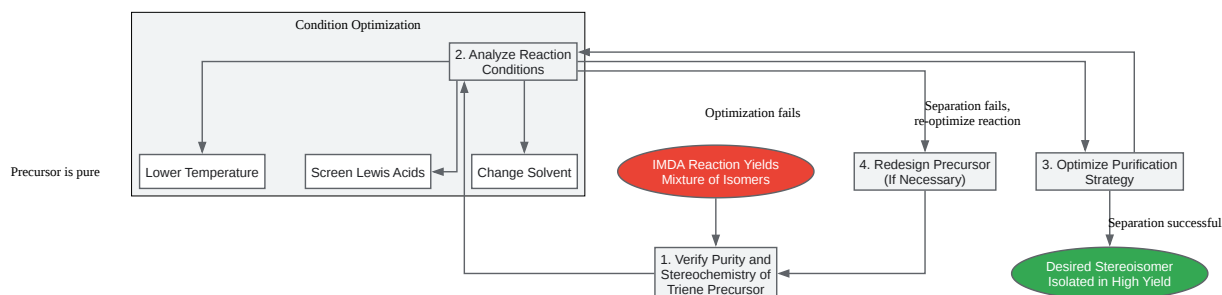 Condition Optimization
2. Analyze Reaction
Conditions
Optimization fails
Separation fails,
re-optimize reaction
Precursor is pure
Lower Temperature
Screen Lewis Acids
Change Solvent
IMDA Reaction Yields
Mixture of Isomers
4. Redesign Precursor
(If Necessary)
3. Optimize Purification
Strategy
Separation successful
1. Verify Purity and
Stereochemistry of
Triene Precursor
Desired Stereoisomer
Isolated in High Yield